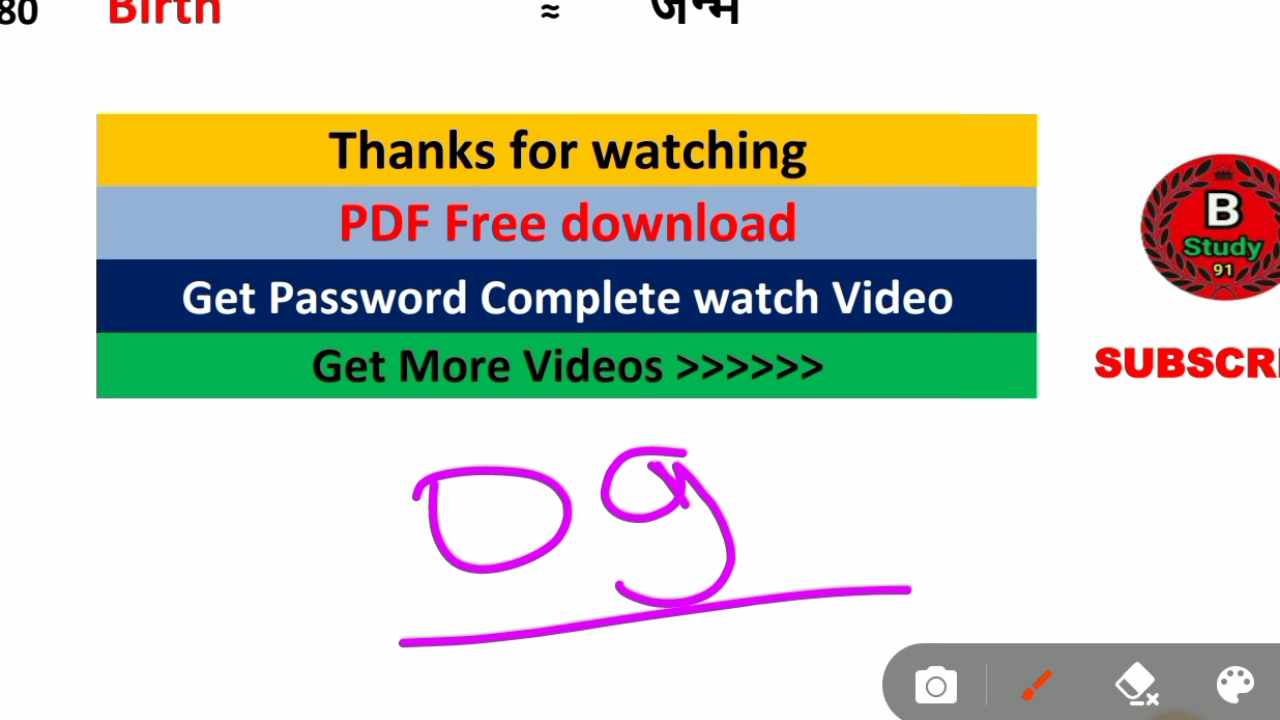 80 Birth ≈ जन्म
Thanks for watching
PDF Free download
Get Password Complete watch Video
Get More Videos >>>>>>
B
Study
91
SUBSCRI
09